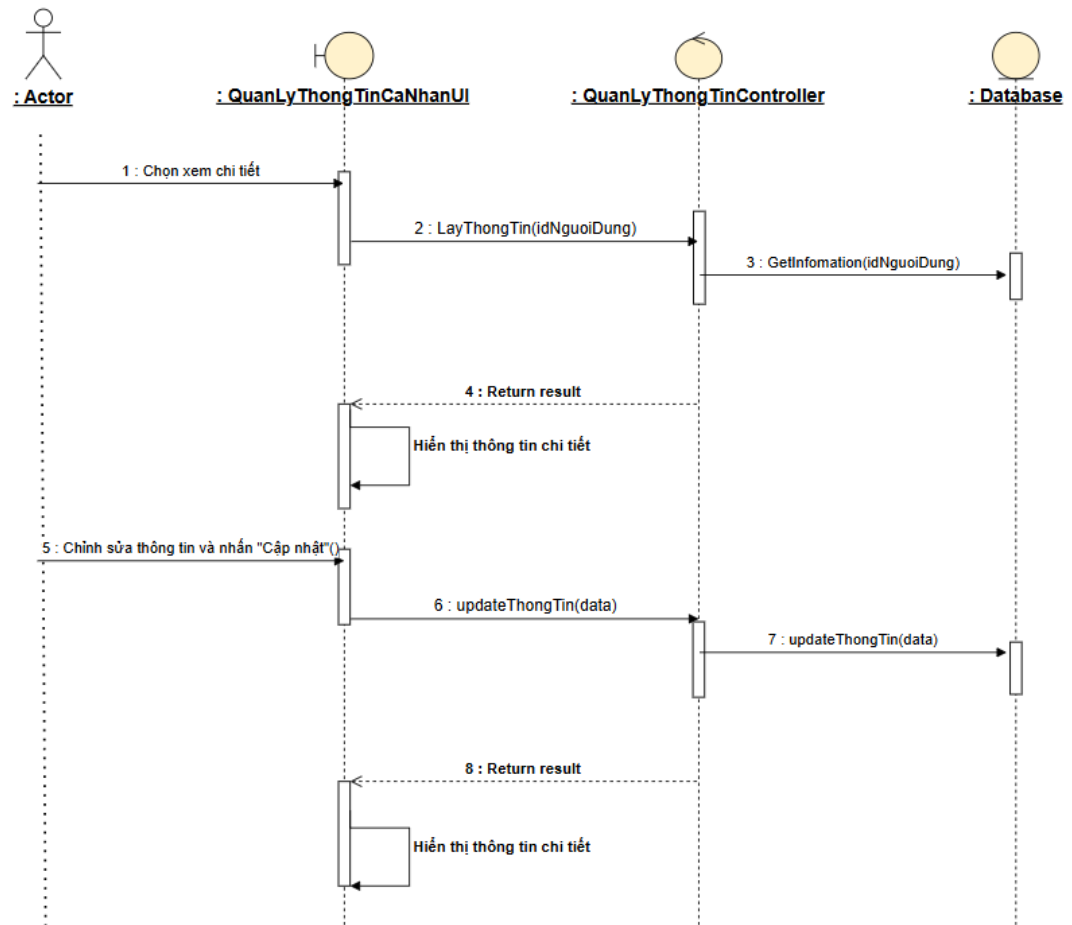 : Actor
: QuanLyThongTinCaNhanUI
: QuanLyThongTinController
: Database
1 : Chọn xem chi tiết
2 : LayThongTin(idNguoiDung)
3 : GetInfomation(idNguoiDung)
4 : Return result
Hiển thị thông tin chi tiết
5 : Chỉnh sửa thông tin và nhấn "Cập nhật"()
6 : updateThongTin(data)
7 : updateThongTin(data)
8 : Return result
Hiển thị thông tin chi tiết